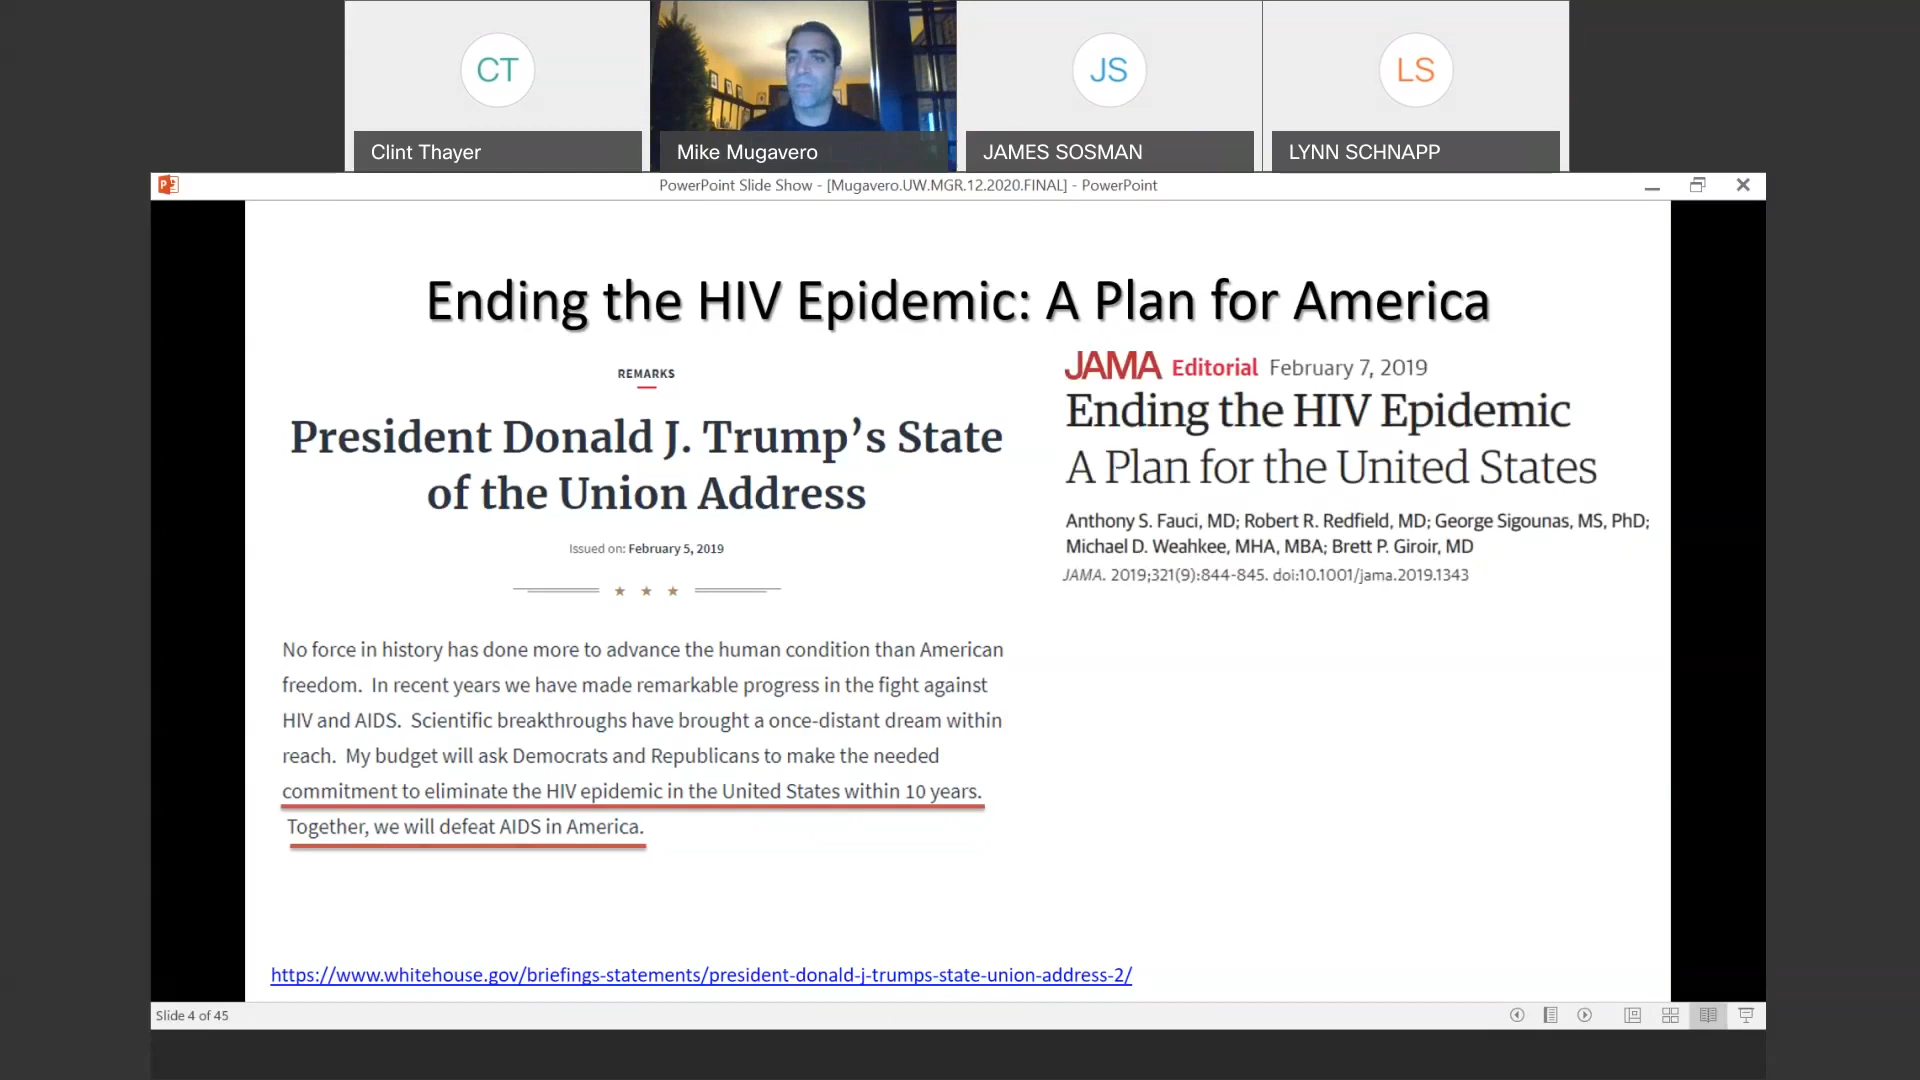 CT
JS
LS
Clint Thayer
Mike Mugavero
JAMES SOSMAN
LYNN SCHNAPP
PowerPoint Slide Show - [Mugavero.UW.MGR.12.2020.FINAL] - PowerPoint
Ending the HIV Epidemic: A Plan for America
REMARKS
President Donald J. Trump’s State
of the Union Address
Issued on: February 5, 2019
No force in history has done more to advance the human condition than American
freedom. In recent years we have made remarkable progress in the fight against
HIV and AIDS. Scientific breakthroughs have brought a once-distant dream within
reach. My budget will ask Democrats and Republicans to make the needed
commitment to eliminate the HIV epidemic in the United States within 10 years.
Together, we will defeat AIDS in America.
JAMA Editorial February 7, 2019
Ending the HIV Epidemic
A Plan for the United States
Anthony S. Fauci, MD; Robert R. Redfield, MD; George Sigounas, MS, PhD;
Michael D. Weahkee, MHA, MBA; Brett P. Giroir, MD
JAMA. 2019;321(9):844-845. doi:10.1001/jama.2019.1343
https://www.whitehouse.gov/briefings-statements/president-donald-j-trumps-state-union-address-2/
Slide 4 of 45